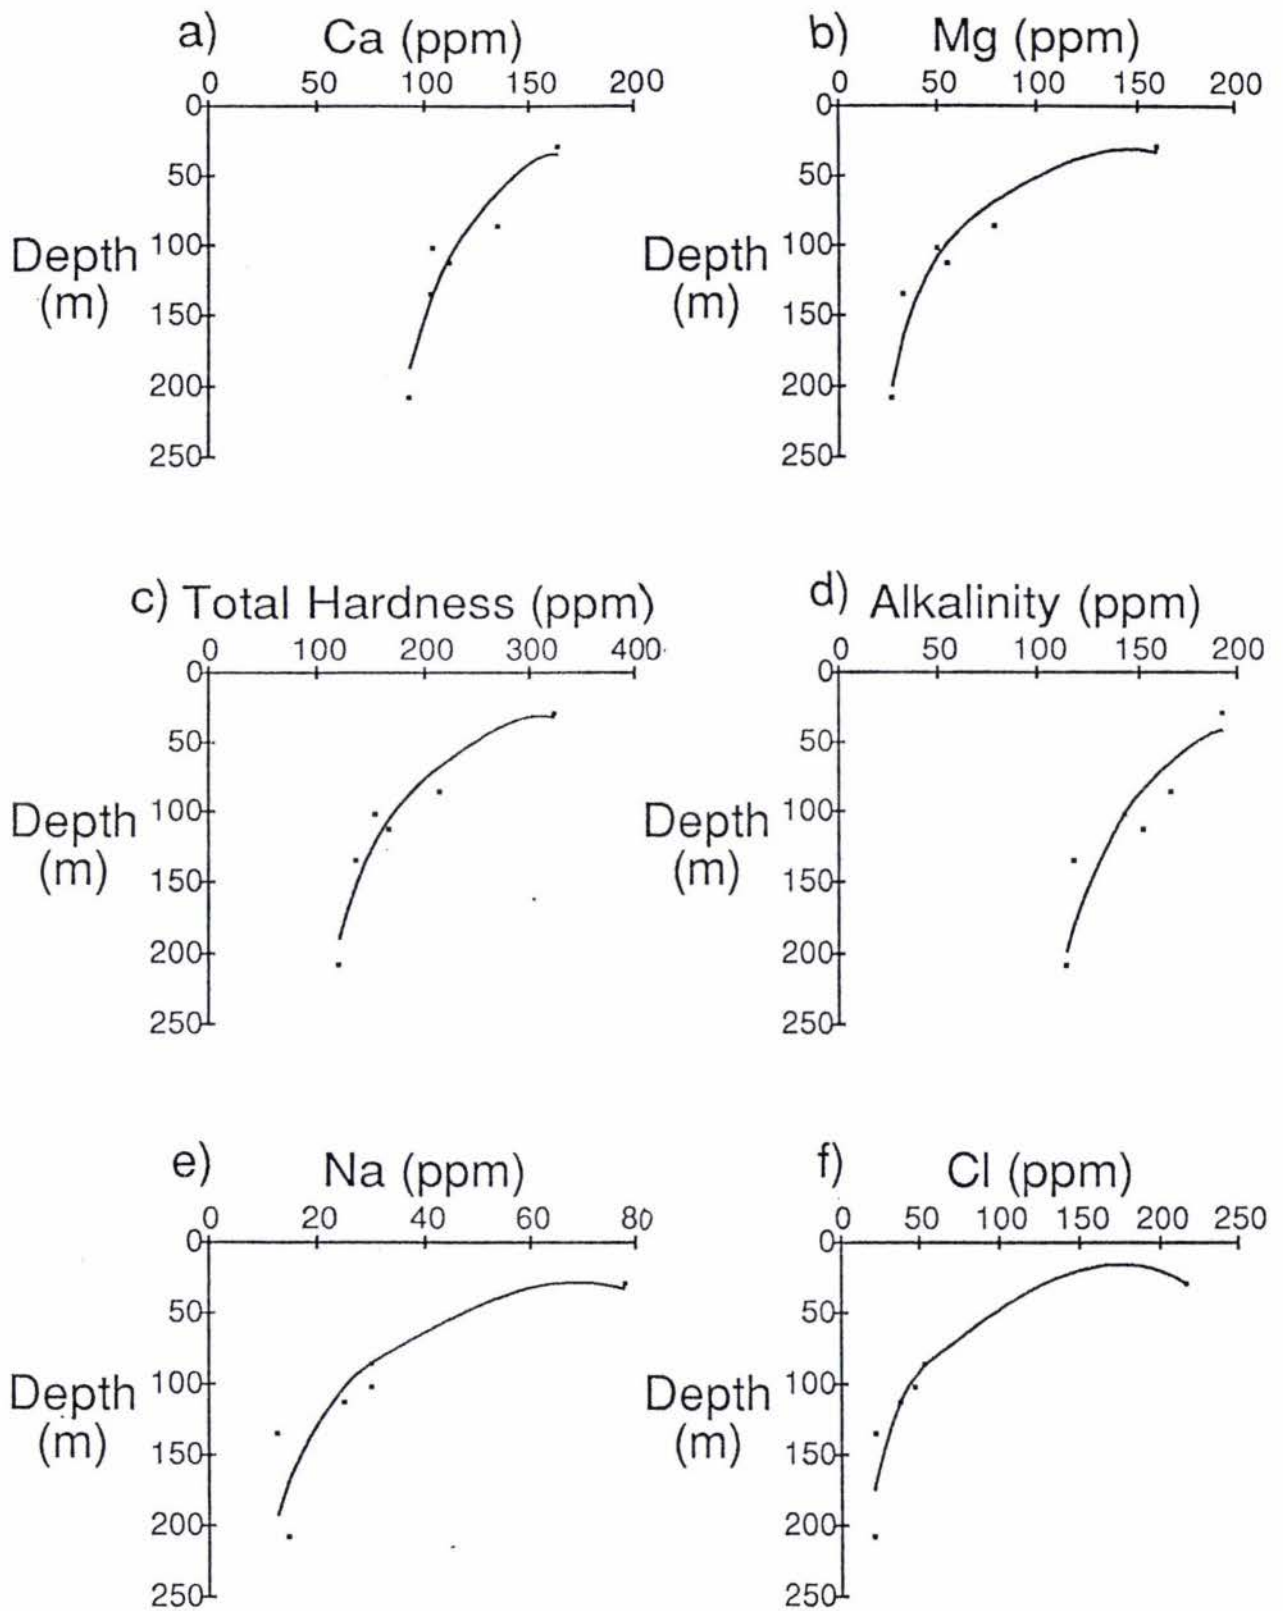 a) Ca (ppm)
0 50 100 150 200
0
50
100
150
200
250
Depth
(m)
b) Mg (ppm)
0 50 100 150 200
0
50
100
150
200
250
Depth
(m)
c) Total Hardness (ppm)
0 100 200 300 400
0
50
100
150
200
250
Depth
(m)
d) Alkalinity (ppm)
0 50 100 150 200
0
50
100
150
200
250
Depth
(m)
e) Na (ppm)
0 20 40 60 80
0
50
100
150
200
250
Depth
(m)
f) Cl (ppm)
0 50 100 150 200 250
0
50
100
150
200
250
Depth
(m)